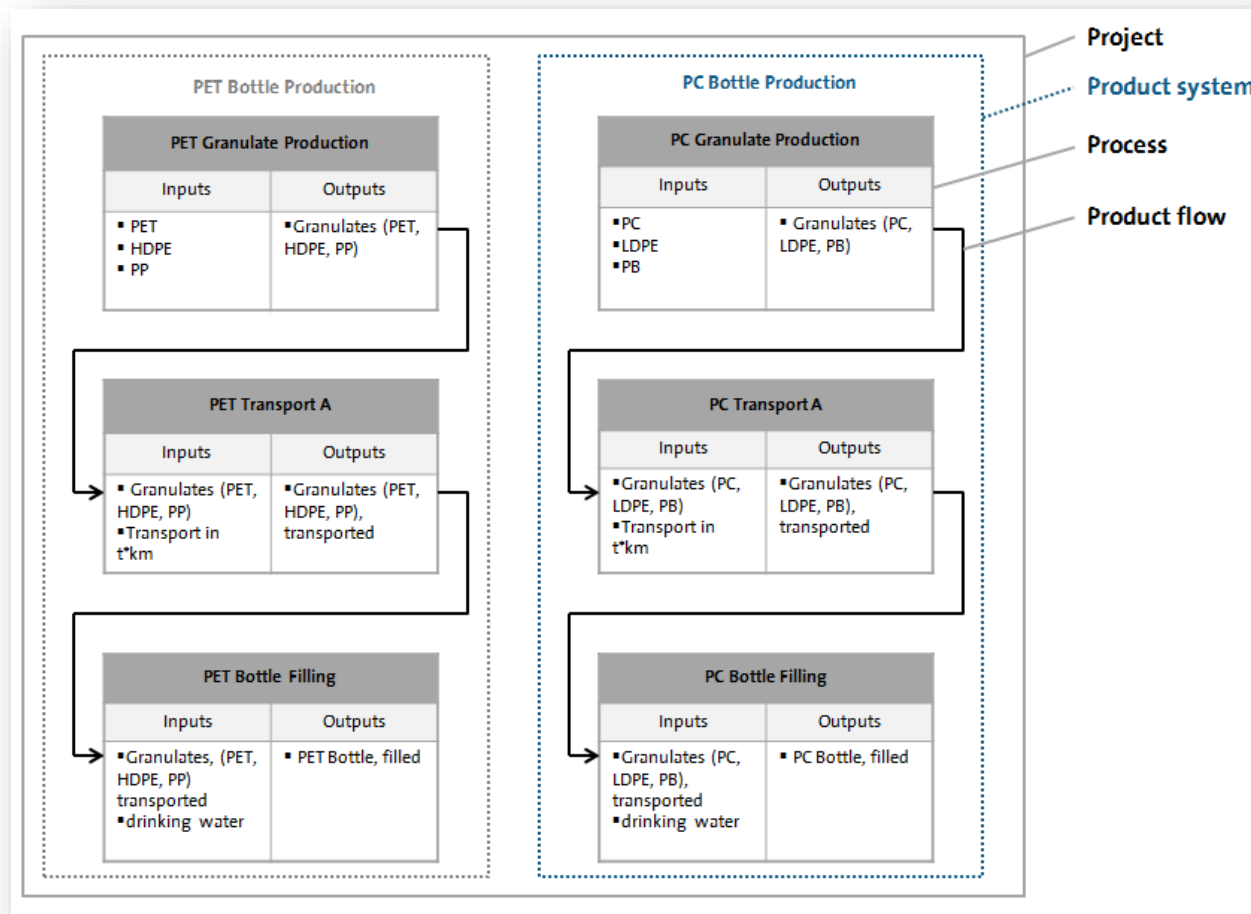 Project
Product system
Process
Product flow
PET Bottle Production
PET Granulate Production
Inputs
Outputs
▪ PET
▪ HDPE
▪ PP
▪Granulates (PET,
HDPE, PP)
PET Transport A
Inputs
Outputs
▪ Granulates (PET,
HDPE, PP)
▪Transport in
t*km
▪Granulates (PET,
HDPE, PP),
transported
PET Bottle Filling
Inputs
Outputs
▪Granulates, (PET,
HDPE, PP)
transported
▪drinking water
▪ PET Bottle, filled
PC Bottle Production
PC Granulate Production
Inputs
Outputs
▪PC
▪LDPE
▪PB
▪ Granulates (PC,
LDPE, PB)
PC Transport A
Inputs
Outputs
▪Granulates (PC,
LDPE, PB)
▪Transport in
t*km
▪Granulates (PC,
LDPE, PB),
transported
PC Bottle Filling
Inputs
Outputs
▪Granulates (PC,
LDPE, PB),
transported
▪drinking water
▪ PC Bottle, filled